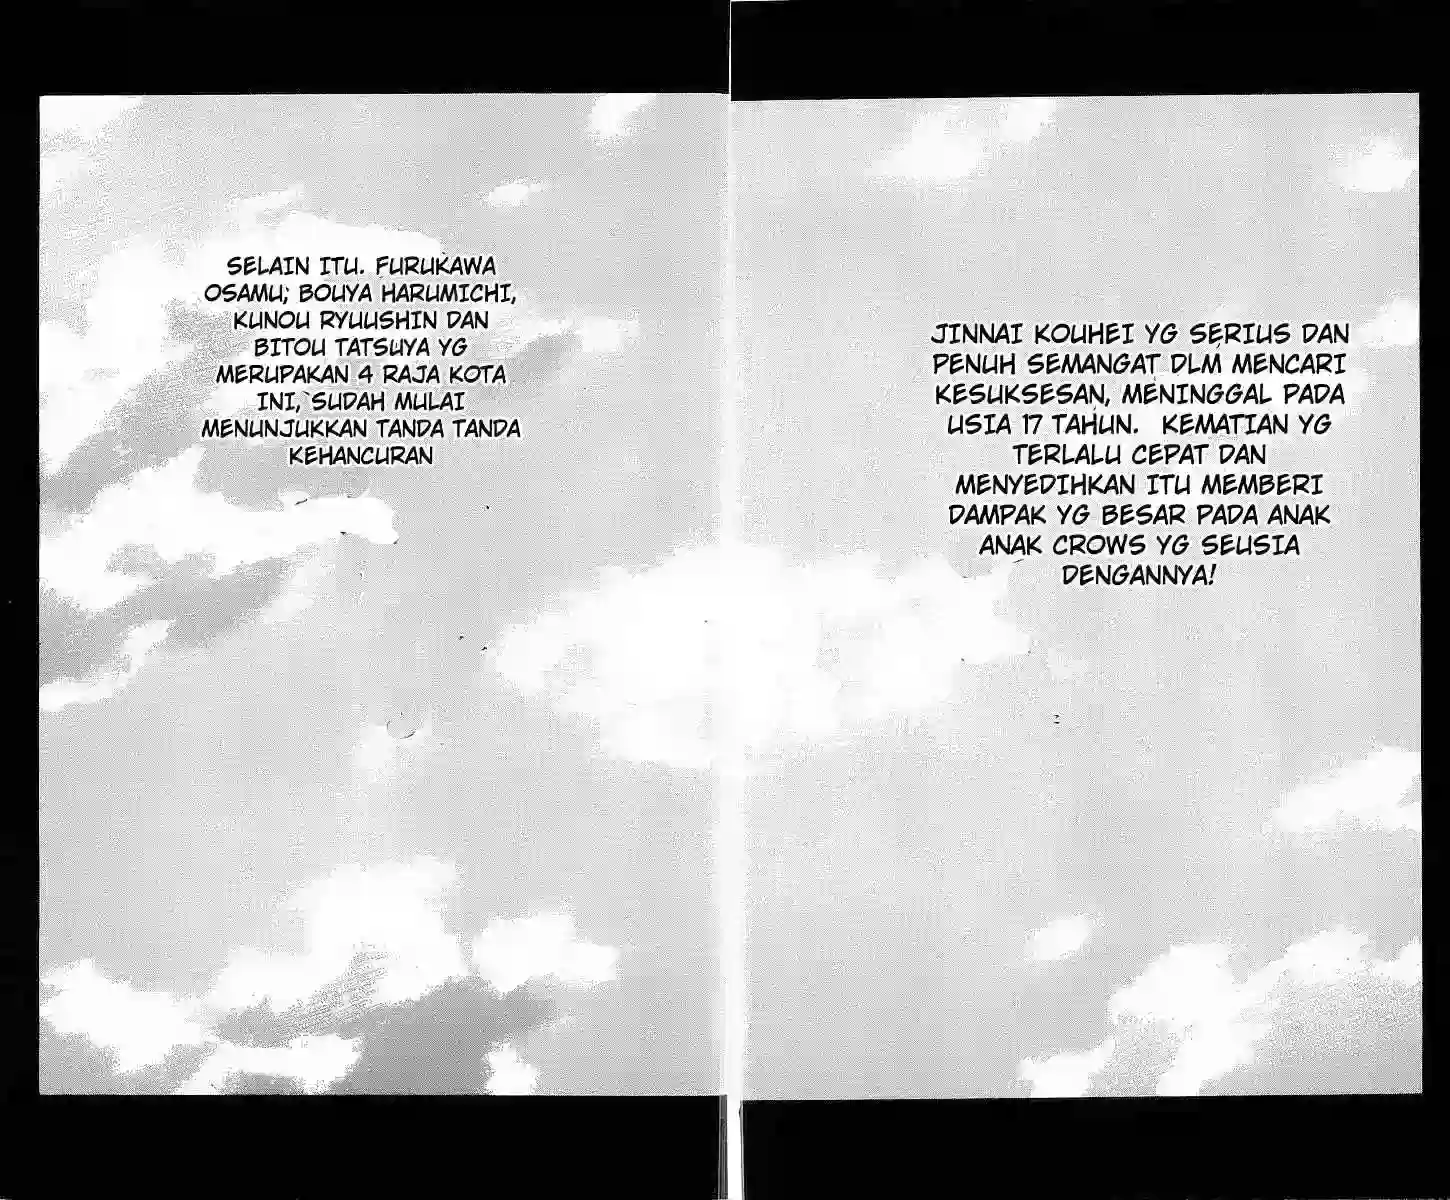 JINNAI KOUHEI YG SERIUS DAN
PENUH SEMANGAT DLM MENCARI
KESUKSESAN, MENINGGAL PADA
USIA 17 TAHUN. KEMATIAN YG
TERLALU CEPAT DAN
MENYEDIHKAN ITU MEMBERI
DAMPAK YG BESAR PADA ANAK
ANAK CROWS YG SEUSIA
DENGANNYA!
SELAIN ITU. FURUKAWA
OSAMU; BOUYA HARUMICHI,
KUNOU RYUUSHIN DAN
BITOU TATSUYA YG
MERUPAKAN 4 RAJA KOTA
INI, SUDAH MULAI
MENUNJUKKAN TANDA TANDA
KEHANCURAN